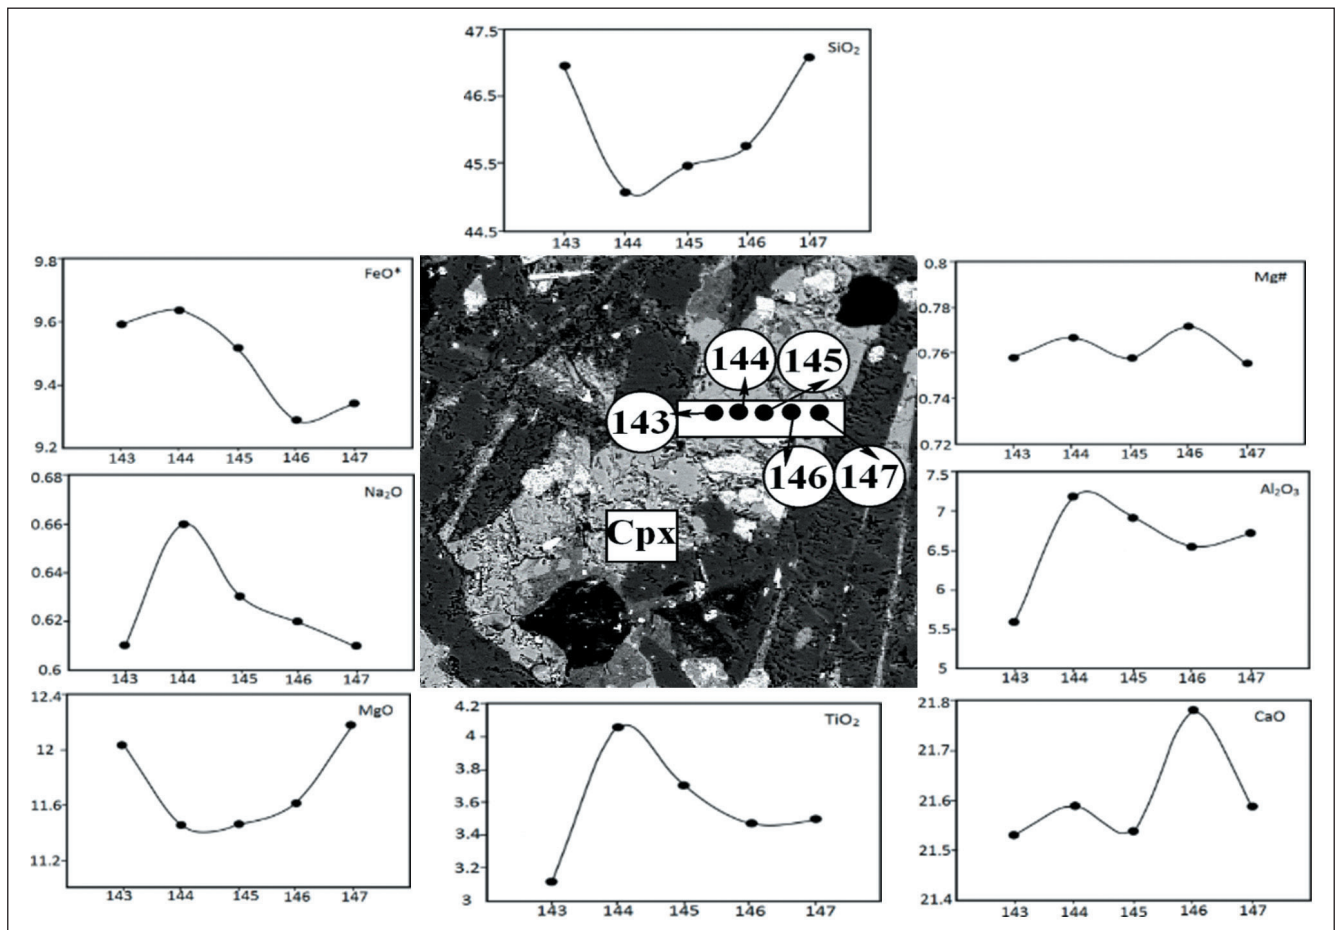 SiO₂
47.5
46.5
45.5
44.5
143 144 145 146 147
FeO*
9.8
9.6
9.4
9.2
143 144 145 146 147
Mg#
0.8
0.78
0.76
0.74
0.72
143 144 145 146 147
144 145
143
146 147
Cpx
Na₂O
0.68
0.66
0.64
0.62
0.6
143 144 145 146 147
Al₂O₃
7.5
7
6.5
6
5.5
5
143 144 145 146 147
MgO
12.4
12
11.6
11.2
143 144 145 146 147
TiO₂
4.2
4
3.8
3.6
3.4
3.2
3
143 144 145 146 147
CaO
21.8
21.7
21.6
21.5
21.4
143 144 145 146 147